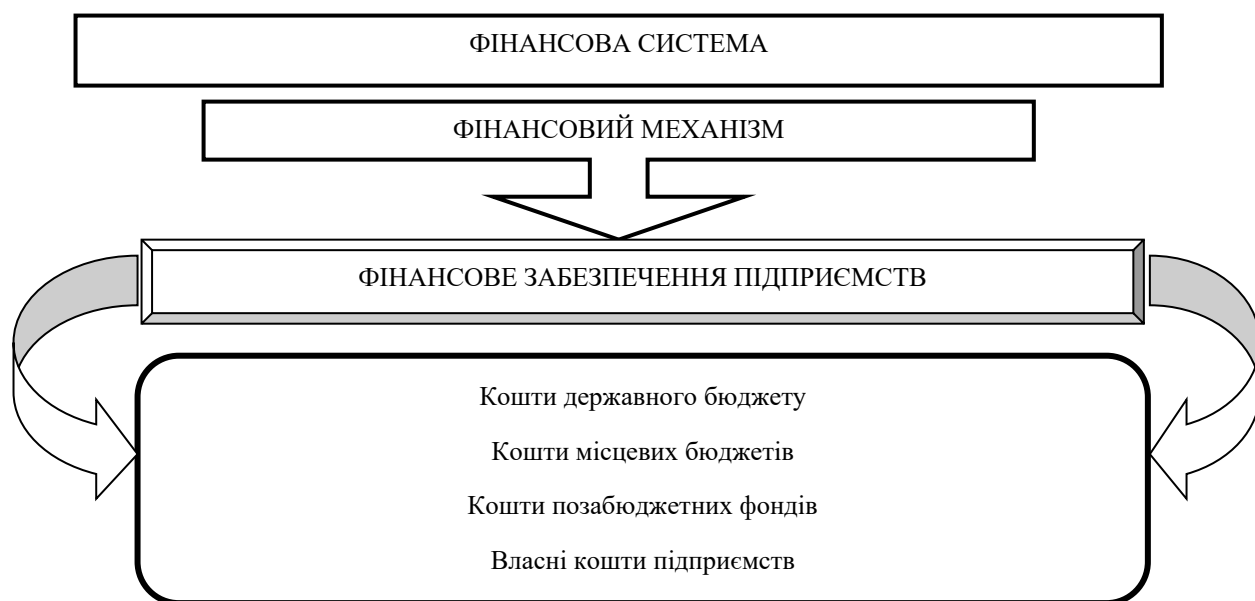 ФІНАНСОВА СИСТЕМА
ФІНАНСОВИЙ МЕХАНІЗМ
ФІНАНСОВЕ ЗАБЕЗПЕЧЕННЯ ПІДПРИЄМСТВ
Кошти державного бюджету
Кошти місцевих бюджетів
Кошти позабюджетних фондів
Власні кошти підприємств